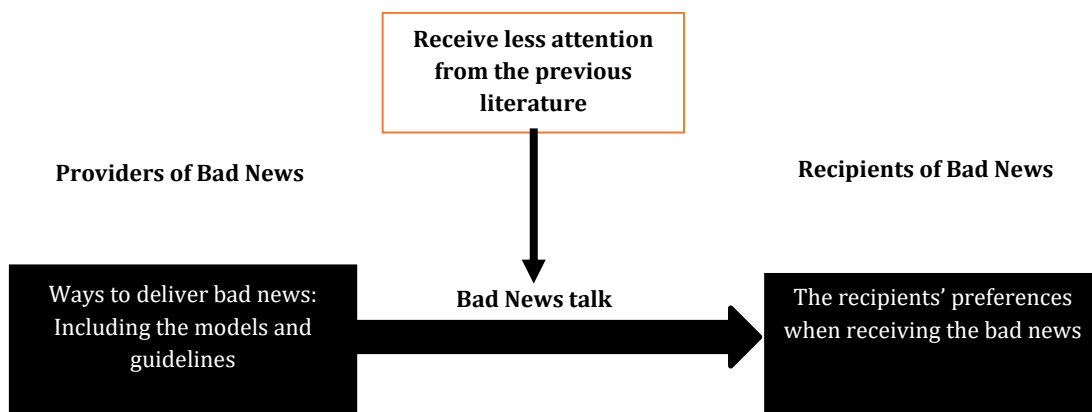 Receive less attention
from the previous
literature
Providers of Bad News
Recipients of Bad News
Ways to deliver bad news:
Including the models and
guidelines
Bad News talk
The recipients’ preferences
when receiving the bad news